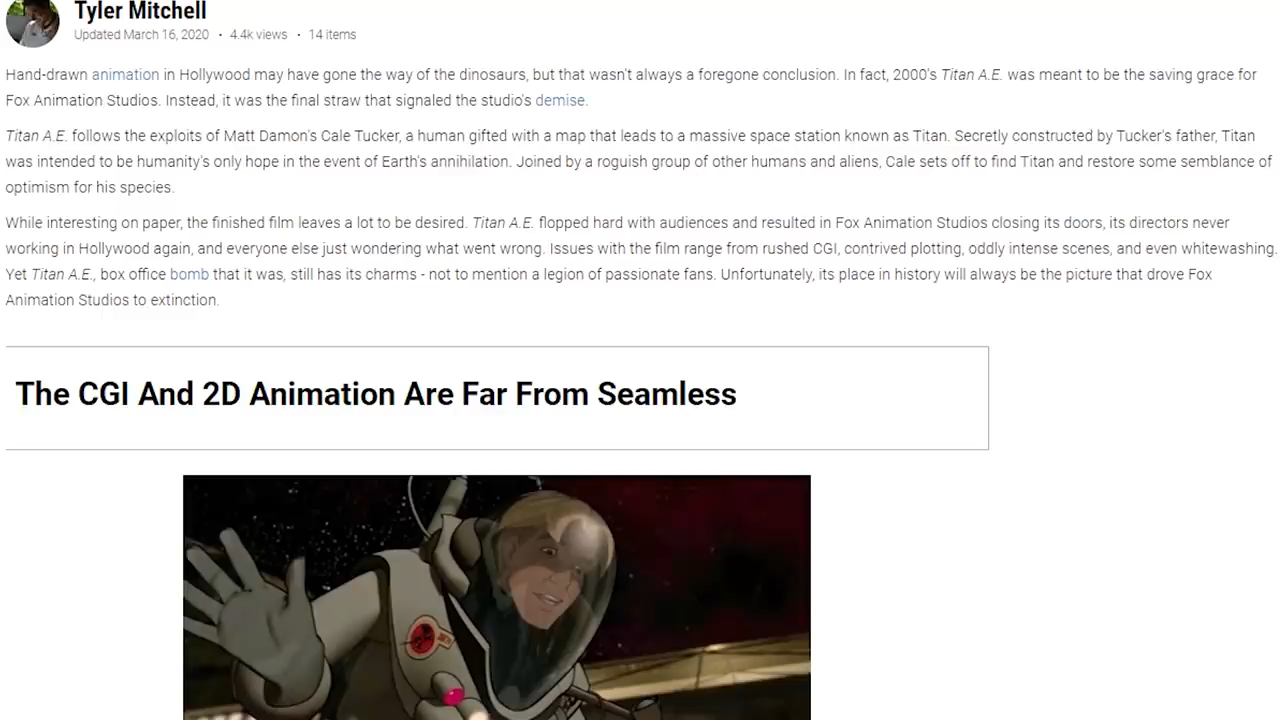 Tyler Mitchell
Updated March 16, 2020 • 4.4k views • 14 items
Hand-drawn animation in Hollywood may have gone the way of the dinosaurs, but that wasn't always a foregone conclusion. In fact, 2000's Titan A.E. was meant to be the saving grace for
Fox Animation Studios. Instead, it was the final straw that signaled the studio's demise.
Titan A.E. follows the exploits of Matt Damon's Cale Tucker, a human gifted with a map that leads to a massive space station known as Titan. Secretly constructed by Tucker's father, Titan
was intended to be humanity's only hope in the event of Earth's annihilation. Joined by a roguish group of other humans and aliens, Cale sets off to find Titan and restore some semblance of
optimism for his species.
While interesting on paper, the finished film leaves a lot to be desired. Titan A.E. flopped hard with audiences and resulted in Fox Animation Studios closing its doors, its directors never
working in Hollywood again, and everyone else just wondering what went wrong. Issues with the film range from rushed CGI, contrived plotting, oddly intense scenes, and even whitewashing.
Yet Titan A.E., box office bomb that it was, still has its charms - not to mention a legion of passionate fans. Unfortunately, its place in history will always be the picture that drove Fox
Animation Studios to extinction.
The CGI And 2D Animation Are Far From Seamless